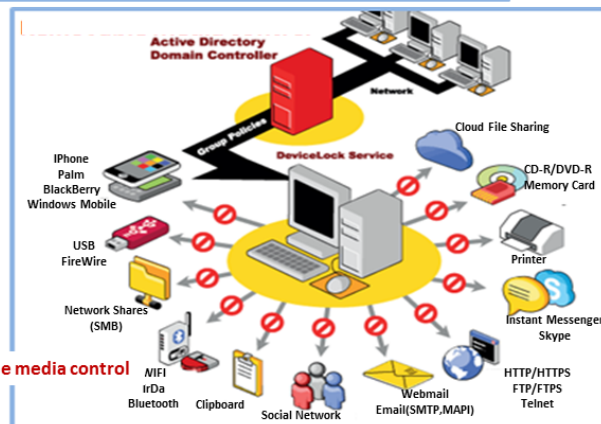 Active Directory
Domain Controller
Network
Group Policies
DeviceLock Service
Cloud File Sharing
IPhone
Palm
BlackBerry
Windows Mobile
CD-R/DVD-R
Memory Card
USB
FireWire
Printer
Network Shares
(SMB)
Instant Messenger
Skype
e media control
WIFI
IrDa
Bluetooth
Clipboard
Social Network
Webmail
Email(SMTP,MAPI)
HTTP/HTTPS
FTP/FTPS
Telnet